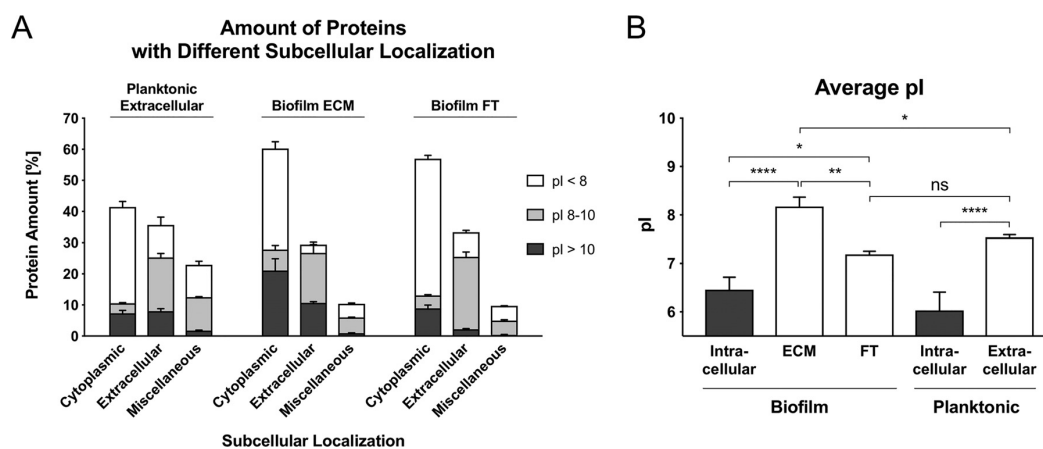 A
Amount of Proteins
with Different Subcellular Localization
Planktonic
Extracellular
Biofilm ECM
Biofilm FT
Protein Amount [%]
70
60
50
40
30
20
10
0
pI < 8
pI 8-10
pI > 10
Cytoplasmic
Extracellular
Miscellaneous
Cytoplasmic
Extracellular
Miscellaneous
Cytoplasmic
Extracellular
Miscellaneous
Subcellular Localization
B
Average pI
pI
10
9
8
7
6
*
*
****
**
ns
****
Intra-
cellular
ECM
FT
Intra-
cellular
Extra-
cellular
Biofilm
Planktonic